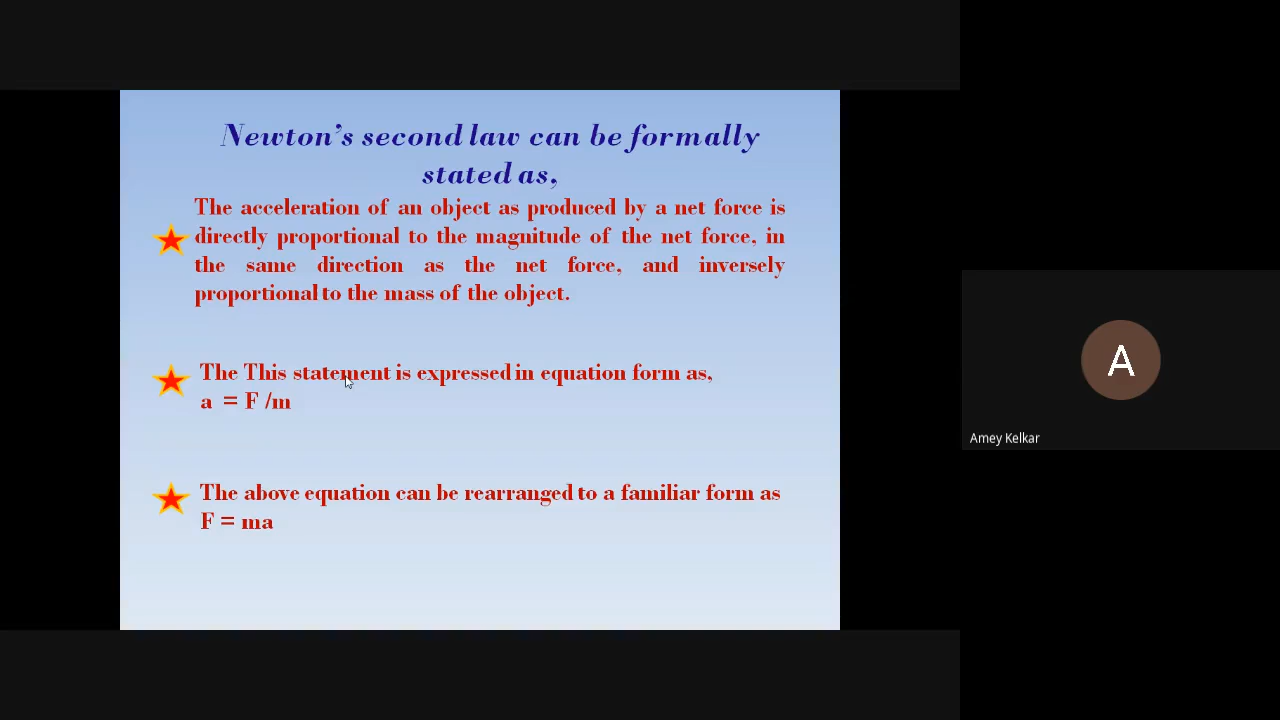 Newton's second law can be formally
stated as,
The acceleration of an object as produced by a net force is
directly proportional to the magnitude of the net force, in
the same direction as the net force, and inversely
proportional to the mass of the object.
The This statement is expressed in equation form as,
a = F /m
The above equation can be rearranged to a familiar form as
F = ma
A
Amey Kelkar